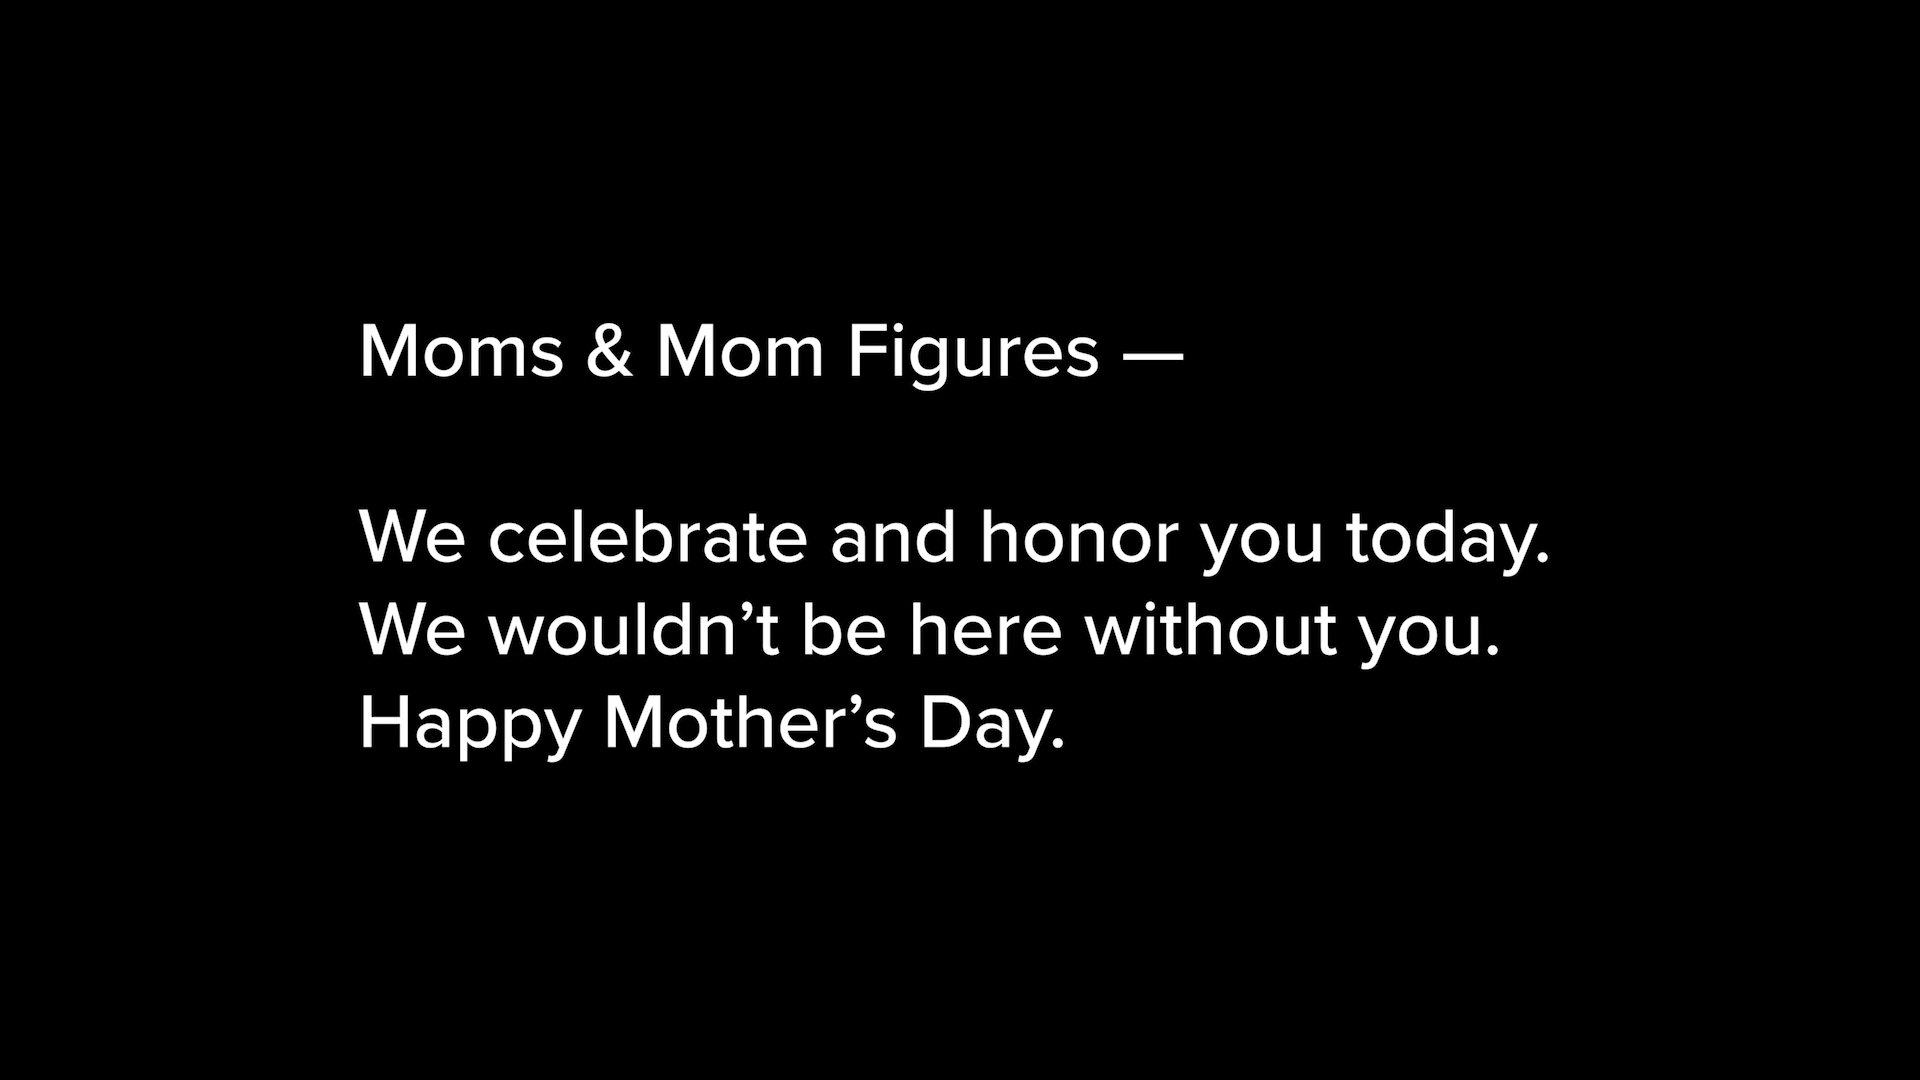 Moms & Mom Figures —
We celebrate and honor you today.
We wouldn’t be here without you.
Happy Mother’s Day.